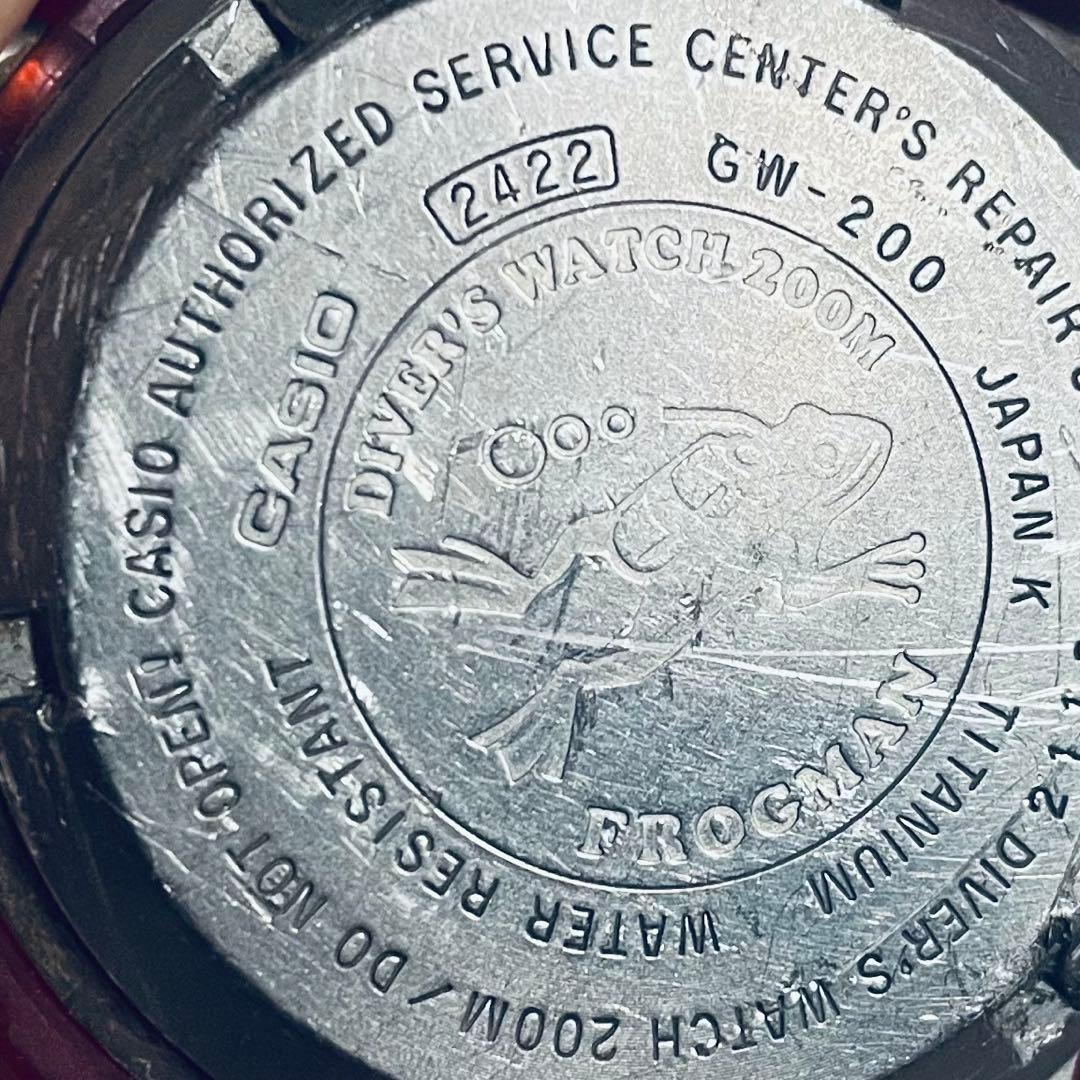 CASIO AUTHORIZED SERVICE CENTER'S REPAIR
DIVER'S WATCH 200M / DO NOT OPEN!
2422
GW-200
CASIO
JAPAN K
TITANIUM
WATER RESISTANT
DIVER'S WATCH 200M
FROGMAN